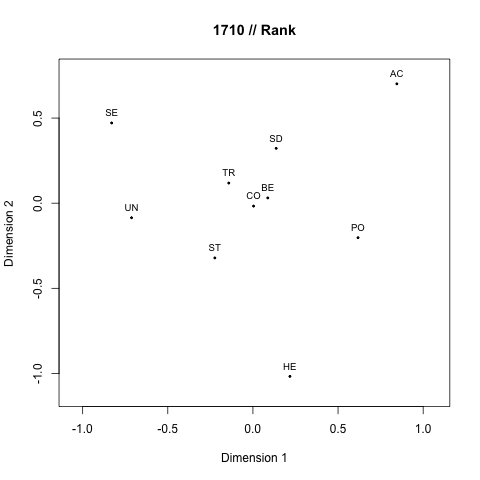 1710 // Rank
AC
SE
SD
TR
BE
CO
UN
PO
ST
HE
0.5
0.0
-0.5
-1.0
Dimension 2
-1.0 -0.5 0.0 0.5 1.0
Dimension 1